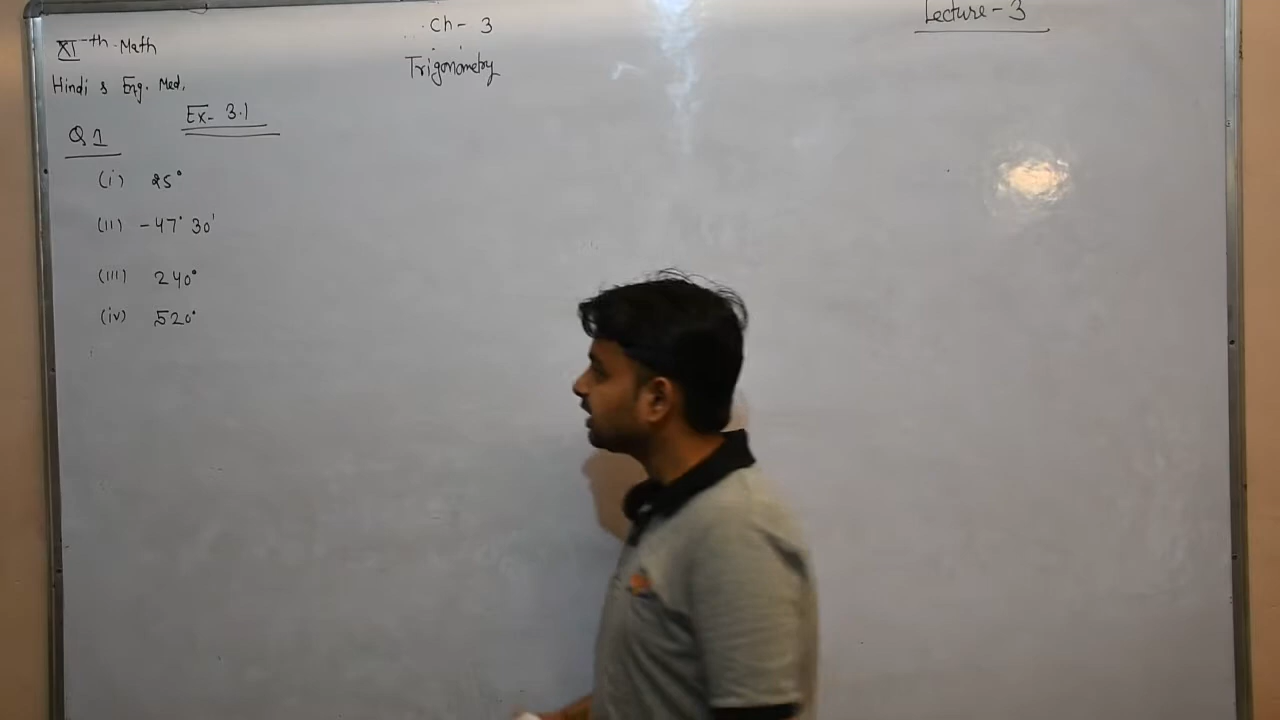 XI-th Math
Hindi & Eng. Med.
Ch - 3
Trigonometry
Lecture - 3
Ex- 3.1
Q1
(i) 25°
(ii) -47° 30'
(iii) 240°
(iv) 520°